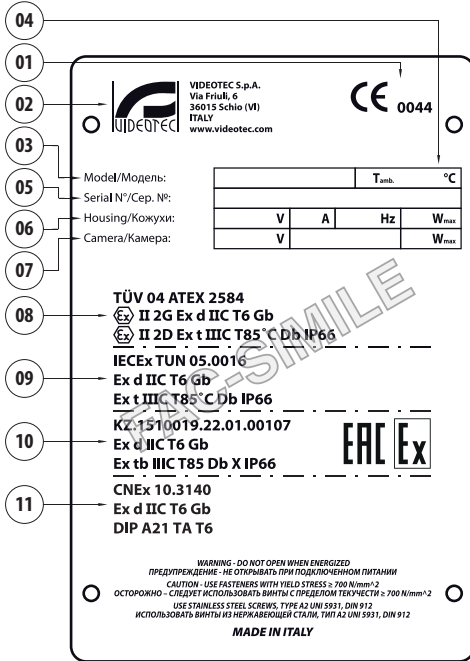 04
01
02
03
05
06
07
08
09
10
11
VIDEOTEC
VIDEOTEC S.p.A.
Via Friuli, 6
36015 Schio (VI)
ITALY
www.videotec.com
CE 0044
Model/Модель:
Tamb. °C
Serial N°/Сер. №:
Housing/Кожухи: V A Hz Wmax
Camera/Камера: V Wmax
TÜV 04 ATEX 2584
Ex II 2G Ex d IIC T6 Gb
Ex II 2D Ex t IIIC T85°C Db IP66
IECEx TUN 05.0016
Ex d IIC T6 Gb
Ex t IIIC T85°C Db IP66
KZ.1510019.22.01.00107
Ex d IIC T6 Gb
Ex tb IIIC T85 Db X IP66
EAC Ex
CNEx 10.3140
Ex d IIC T6 Gb
DIP A21 TA T6
FAC-SIMILE
WARNING - DO NOT OPEN WHEN ENERGIZED
ПРЕДУПРЕЖДЕНИЕ - НЕ ОТКРЫВАТЬ ПРИ ПОДКЛЮЧЕННОМ ПИТАНИИ
CAUTION - USE FASTENERS WITH YIELD STRESS ≥ 700 N/mm^2
ОСТОРОЖНО – СЛЕДУЕТ ИСПОЛЬЗОВАТЬ ВИНТЫ С ПРЕДЕЛОМ ТЕКУЧЕСТИ ≥ 700 N/mm^2
USE STAINLESS STEEL SCREWS, TYPE A2 UNI 5931, DIN 912
ИСПОЛЬЗОВАТЬ ВИНТЫ ИЗ НЕРЖАВЕЮЩЕЙ СТАЛИ, ТИП A2 UNI 5931, DIN 912
MADE IN ITALY